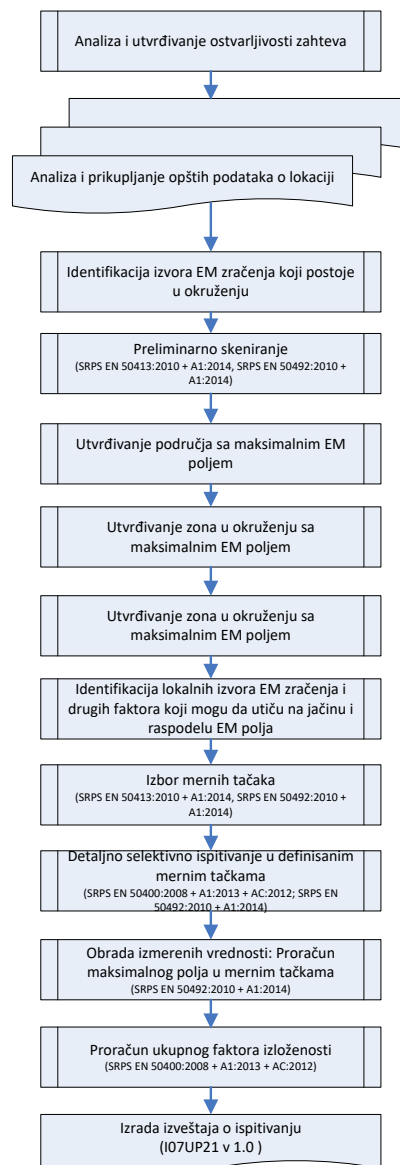 Analiza i utvrđivanje ostvarljivosti zahteva
Analiza i prikupljanje opštih podataka o lokaciji
Identifikacija izvora EM zračenja koji postoje
u okruženju
Preliminarno skeniranje
(SRPS EN 50413:2010 + A1:2014, SRPS EN 50492:2010 +
A1:2014)
Utvrđivanje područja sa maksimalnim EM
poljem
Utvrđivanje zona u okruženju sa
maksimalnim EM poljem
Utvrđivanje zona u okruženju sa
maksimalnim EM poljem
Identifikacija lokalnih izvora EM zračenja i
drugih faktora koji mogu da utiču na jačinu i
raspodelu EM polja
Izbor mernih tačaka
(SRPS EN 50413:2010 + A1:2014, SRPS EN 50492:2010 +
A1:2014)
Detaljno selektivno ispitivanje u definisanim
mernim tačkama
(SRPS EN 50400:2008 + A1:2013 + AC:2012; SRPS EN
50492:2010 + A1:2014)
Obrada izmerenih vrednosti: Proračun
maksimalnog polja u mernim tačkama
(SRPS EN 50492:2010 + A1:2014)
Proračun ukupnog faktora izloženosti
(SRPS EN 50400:2008 + A1:2013 + AC:2012)
Izrada izveštaja o ispitivanju
(I07UP21 v 1.0 )